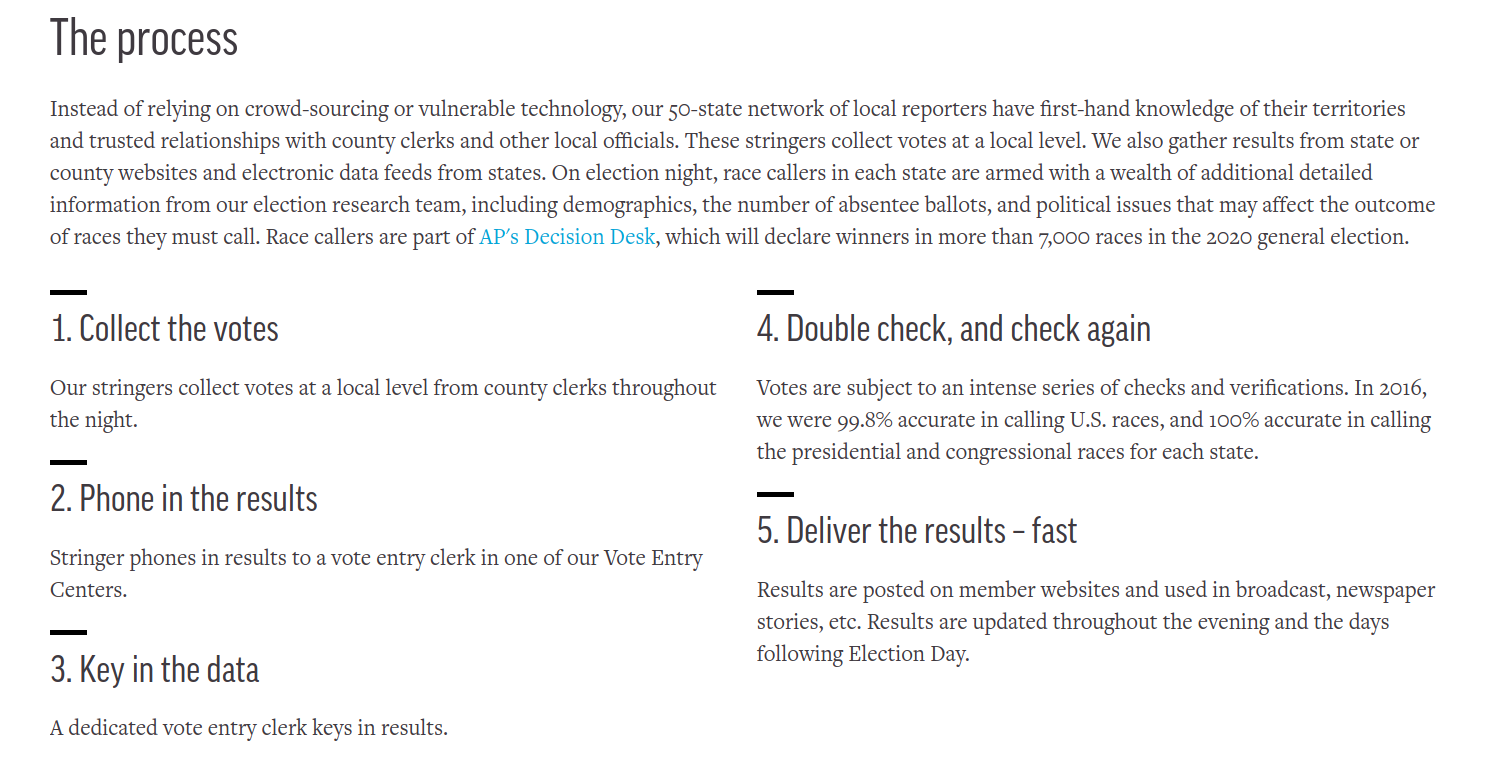 The process
Instead of relying on crowd-sourcing or vulnerable technology, our 50-state network of local reporters have first-hand knowledge of their territories
and trusted relationships with county clerks and other local officials. These stringers collect votes at a local level. We also gather results from state or
county websites and electronic data feeds from states. On election night, race callers in each state are armed with a wealth of additional detailed
information from our election research team, including demographics, the number of absentee ballots, and political issues that may affect the outcome
of races they must call. Race callers are part of AP's Decision Desk, which will declare winners in more than 7,000 races in the 2020 general election.
1. Collect the votes
Our stringers collect votes at a local level from county clerks throughout
the night.
2. Phone in the results
Stringer phones in results to a vote entry clerk in one of our Vote Entry
Centers.
3. Key in the data
A dedicated vote entry clerk keys in results.
4. Double check, and check again
Votes are subject to an intense series of checks and verifications. In 2016,
we were 99.8% accurate in calling U.S. races, and 100% accurate in calling
the presidential and congressional races for each state.
5. Deliver the results – fast
Results are posted on member websites and used in broadcast, newspaper
stories, etc. Results are updated throughout the evening and the days
following Election Day.